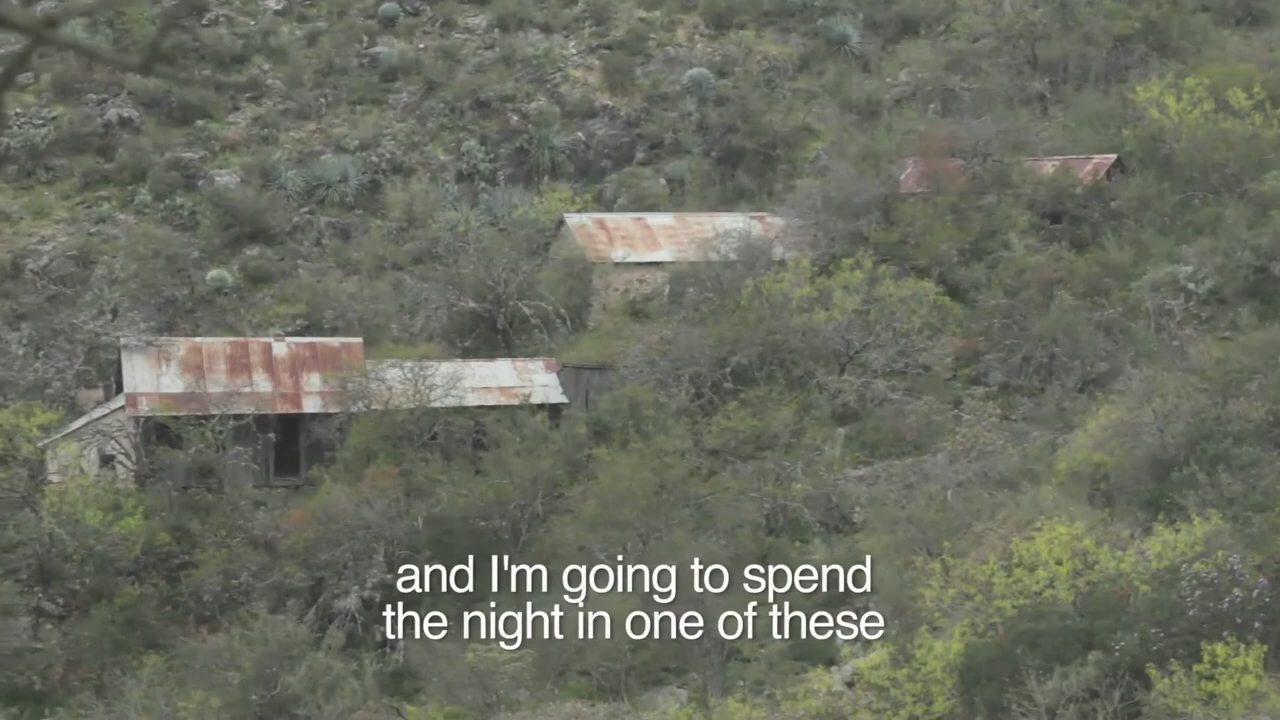 and I'm going to spend
the night in one of these